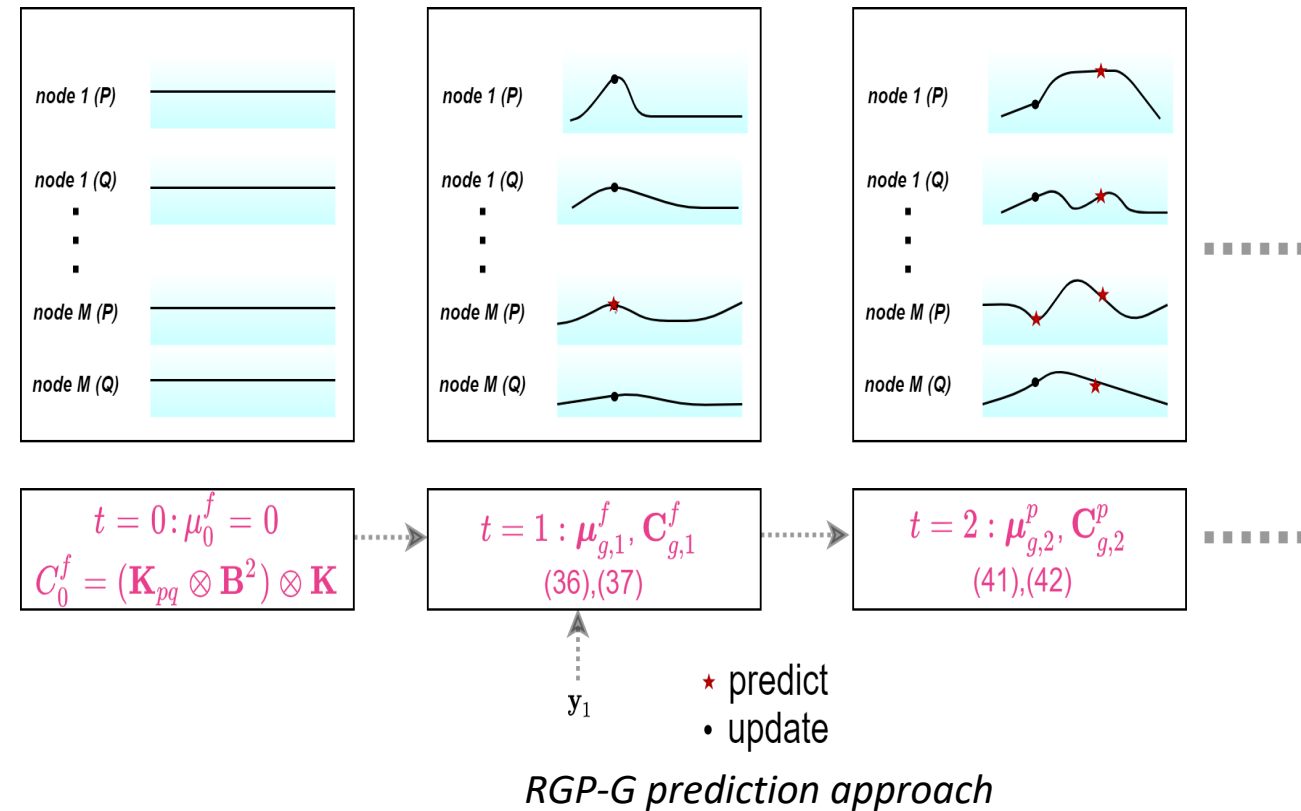 node 1 (P)
node 1 (Q)
node M (P)
node M (Q)
node 1 (P)
node 1 (Q)
node M (P)
node M (Q)
node 1 (P)
node 1 (Q)
node M (P)
node M (Q)
t = 0: μ_0^f = 0
C_0^f = (K_{pq} ⊗ B^2) ⊗ K
t = 1 : μ_{g,1}^f, C_{g,1}^f
(36),(37)
t = 2 : μ_{g,2}^p, C_{g,2}^p
(41),(42)
y_1
predict
update
RGP-G prediction approach